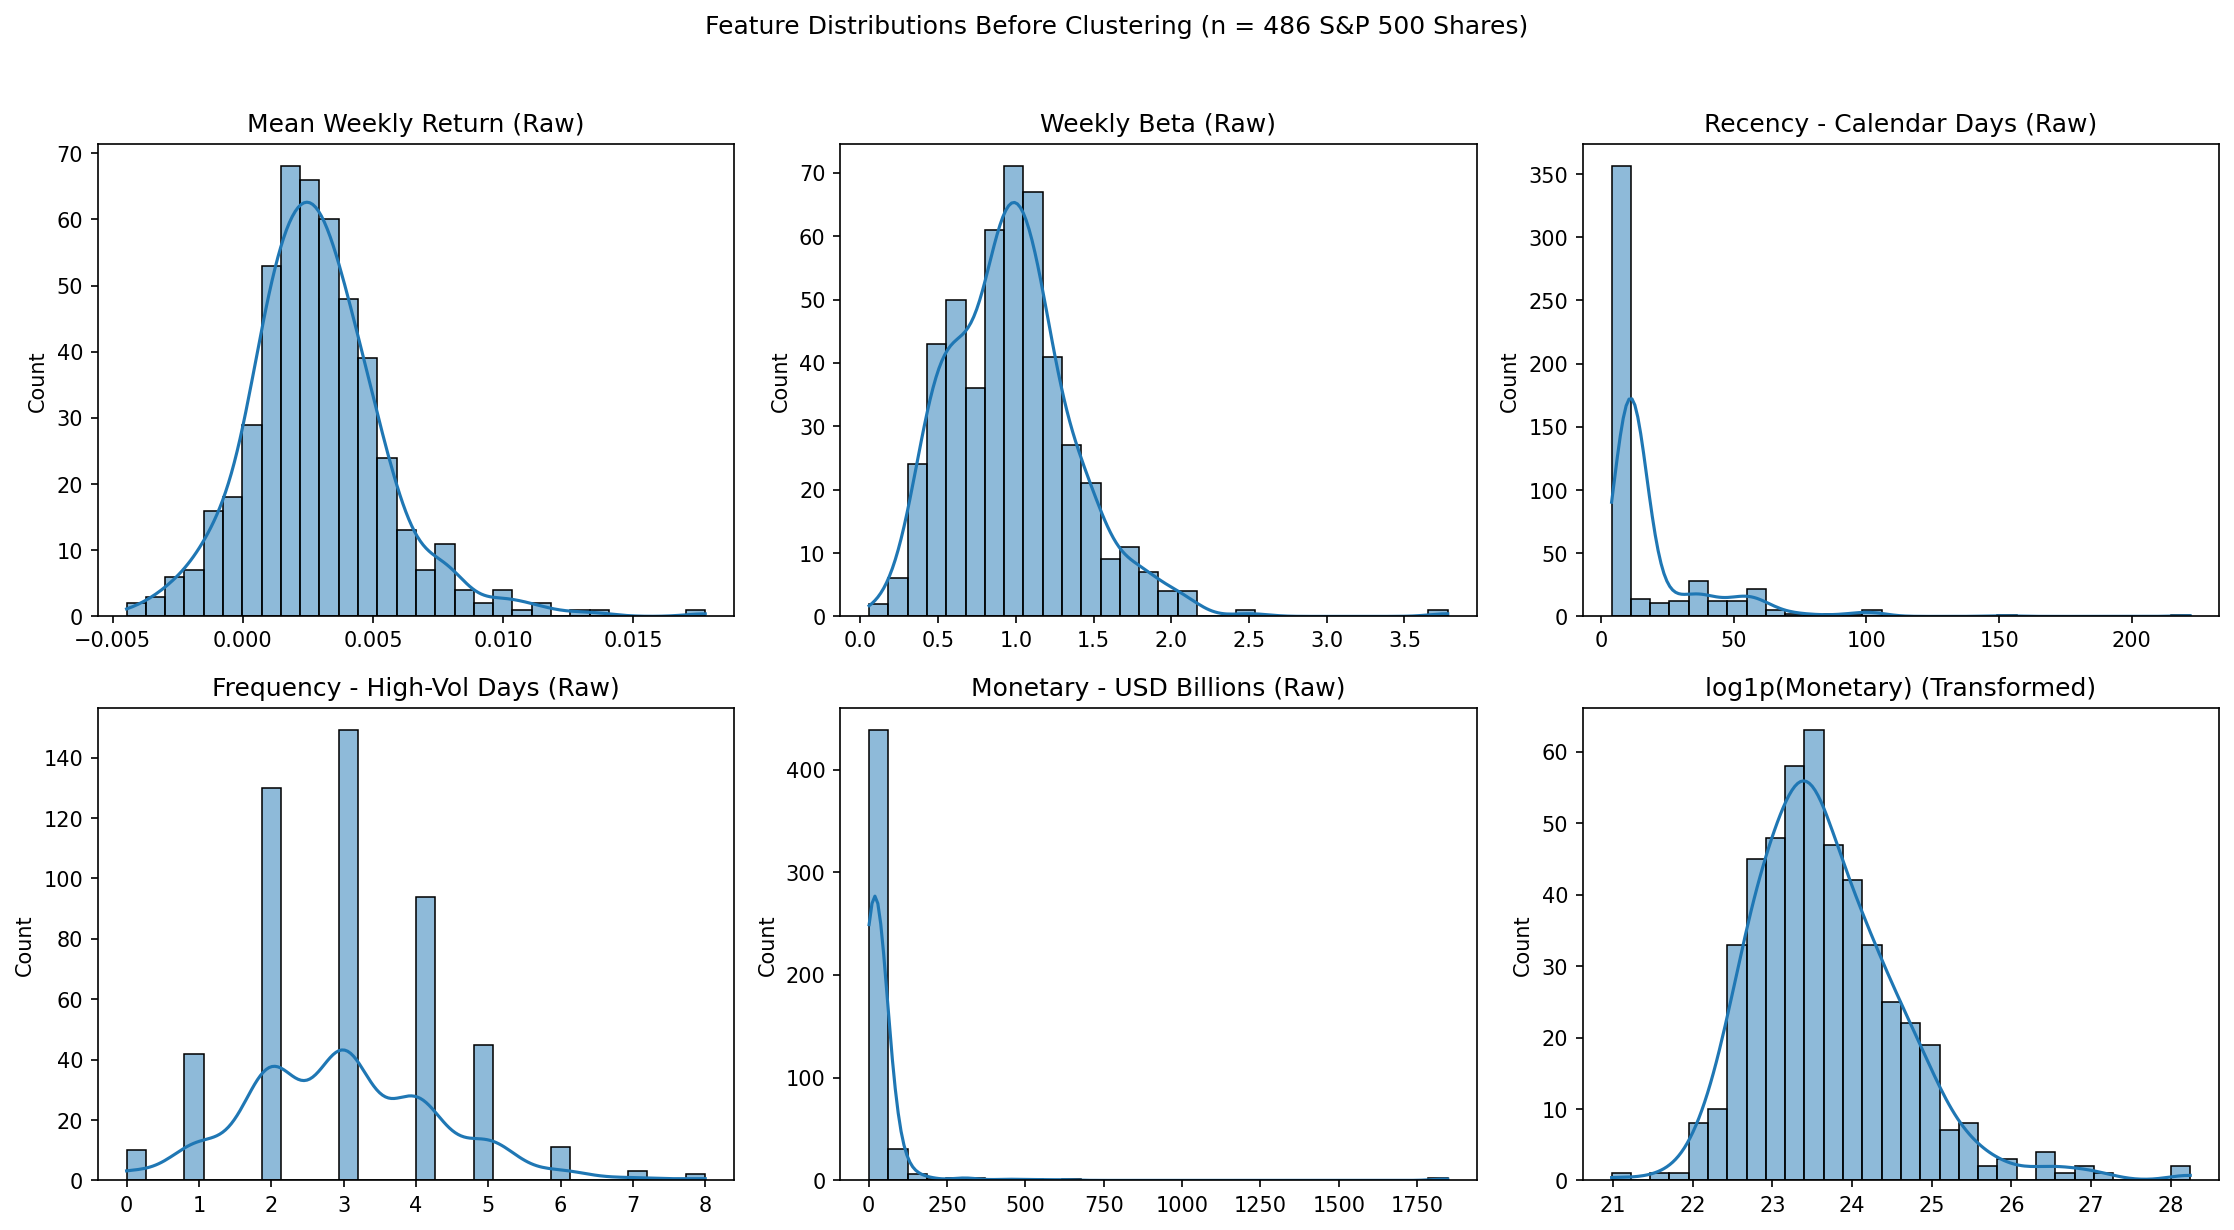 Feature Distributions Before Clustering (n = 486 S&P 500 Shares)
Mean Weekly Return (Raw)
Count
70
60
50
40
30
20
10
0
−0.005 0.000 0.005 0.010 0.015
Weekly Beta (Raw)
Count
70
60
50
40
30
20
10
0
0.0 0.5 1.0 1.5 2.0 2.5 3.0 3.5
Recency - Calendar Days (Raw)
Count
350
300
250
200
150
100
50
0
0 50 100 150 200
Frequency - High-Vol Days (Raw)
Count
140
120
100
80
60
40
20
0
0 1 2 3 4 5 6 7 8
Monetary - USD Billions (Raw)
Count
400
300
200
100
0
0 250 500 750 1000 1250 1500 1750
log1p(Monetary) (Transformed)
Count
60
50
40
30
20
10
0
21 22 23 24 25 26 27 28